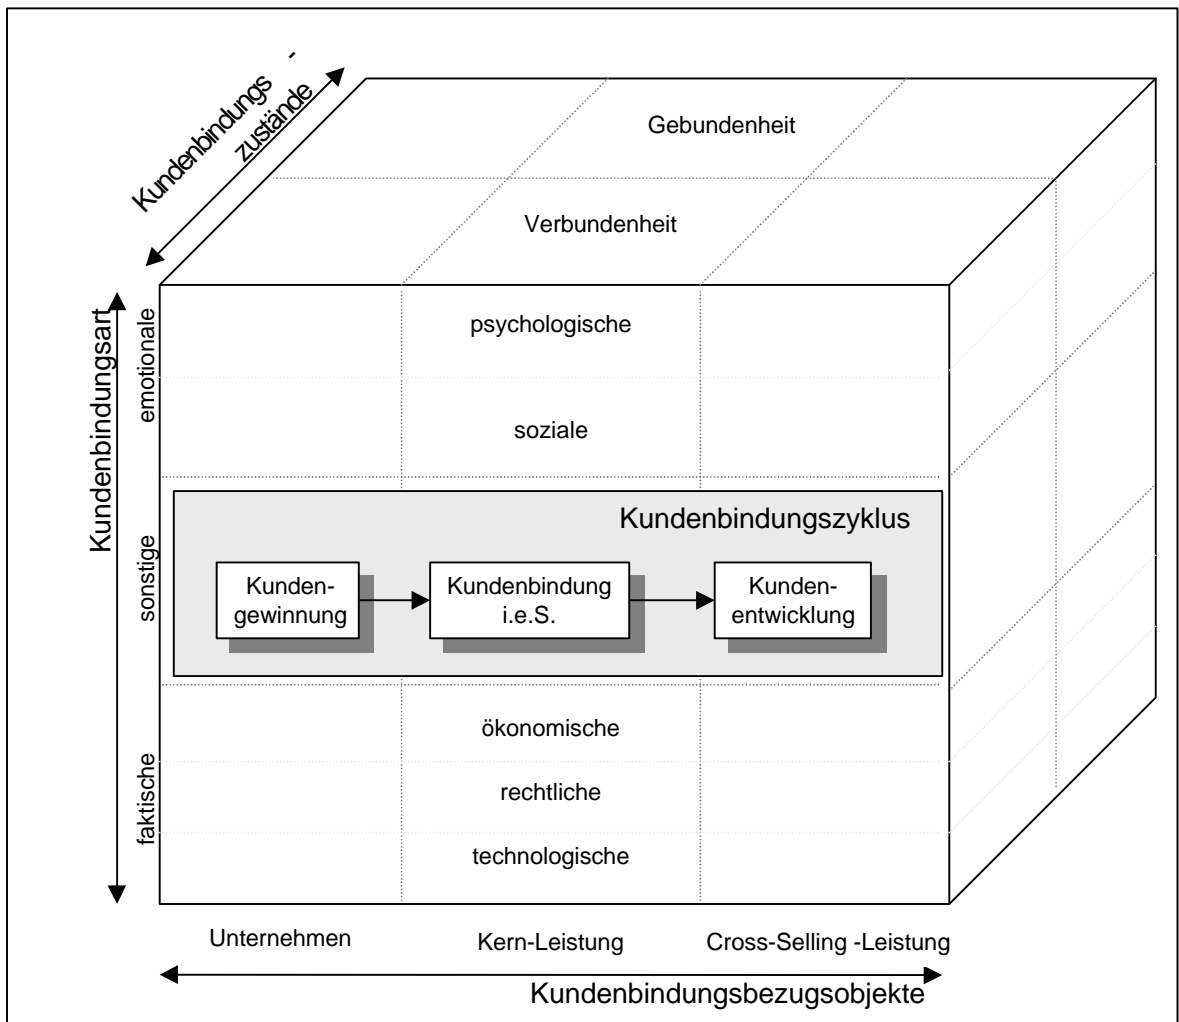 Kundenbindungs -
zustände
Gebundenheit
Verbundenheit
Kundenbindungsart
emotionale
psychologische
soziale
sonstige
Kundenbindungszyklus
Kunden-
gewinnung
Kundenbindung
i.e.S.
Kunden-
entwicklung
faktische
ökonomische
rechtliche
technologische
Unternehmen
Kern-Leistung
Cross-Selling -Leistung
Kundenbindungsbezugsobjekte